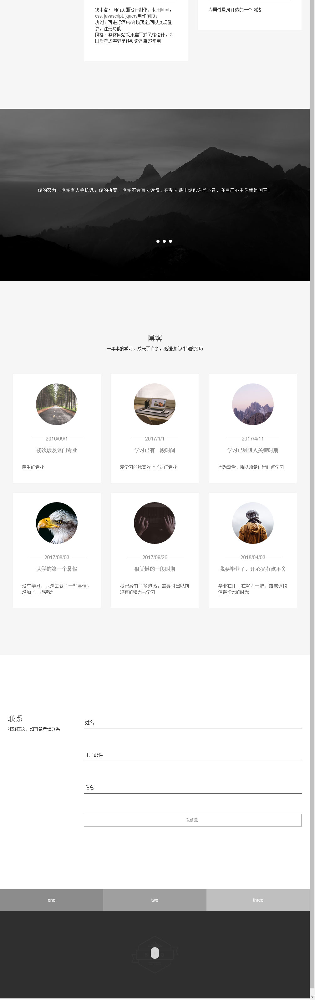 技术点：网页页面设计制作，利用html，
css, javascript, jquery制作网页，
功能：可进行酒店/会场预定,可以实现登
录，注册功能
风格：整体网站采用扁平式风格设计，为
日后考虑需满足移动设备兼容使用
为男性量身订造的一个网站
你的努力，也许有人会讥讽；你的执着，也许不会有人读懂。在别人眼里你也许是小丑，在自己心中你就是国王！
博客
一年半的学习，成长了许多，感谢这段时间的经历
2016/09/1
初次涉及这门专业
陌生的专业
2017/1/1
学习已有一段时间
爱学习的我喜欢上了这门专业
2017/4/11
学习已经进入关键时期
因为热爱，所以愿意付出时间学习
2017/08/03
大学的第一个暑假
没有学习，只是去做了一些事情，
增加了一些经验
2017/09/26
很关键的一段时期
我已经有了紧迫感，需要付出以前
没有的精力去学习
2018/04/03
我要毕业了，开心又有点不舍
毕业在即，在努力一把，结束这段
值得怀念的时光
联系
我就在这，如有意者请联系
姓名
电子邮件
信息
发信息
one
two
three